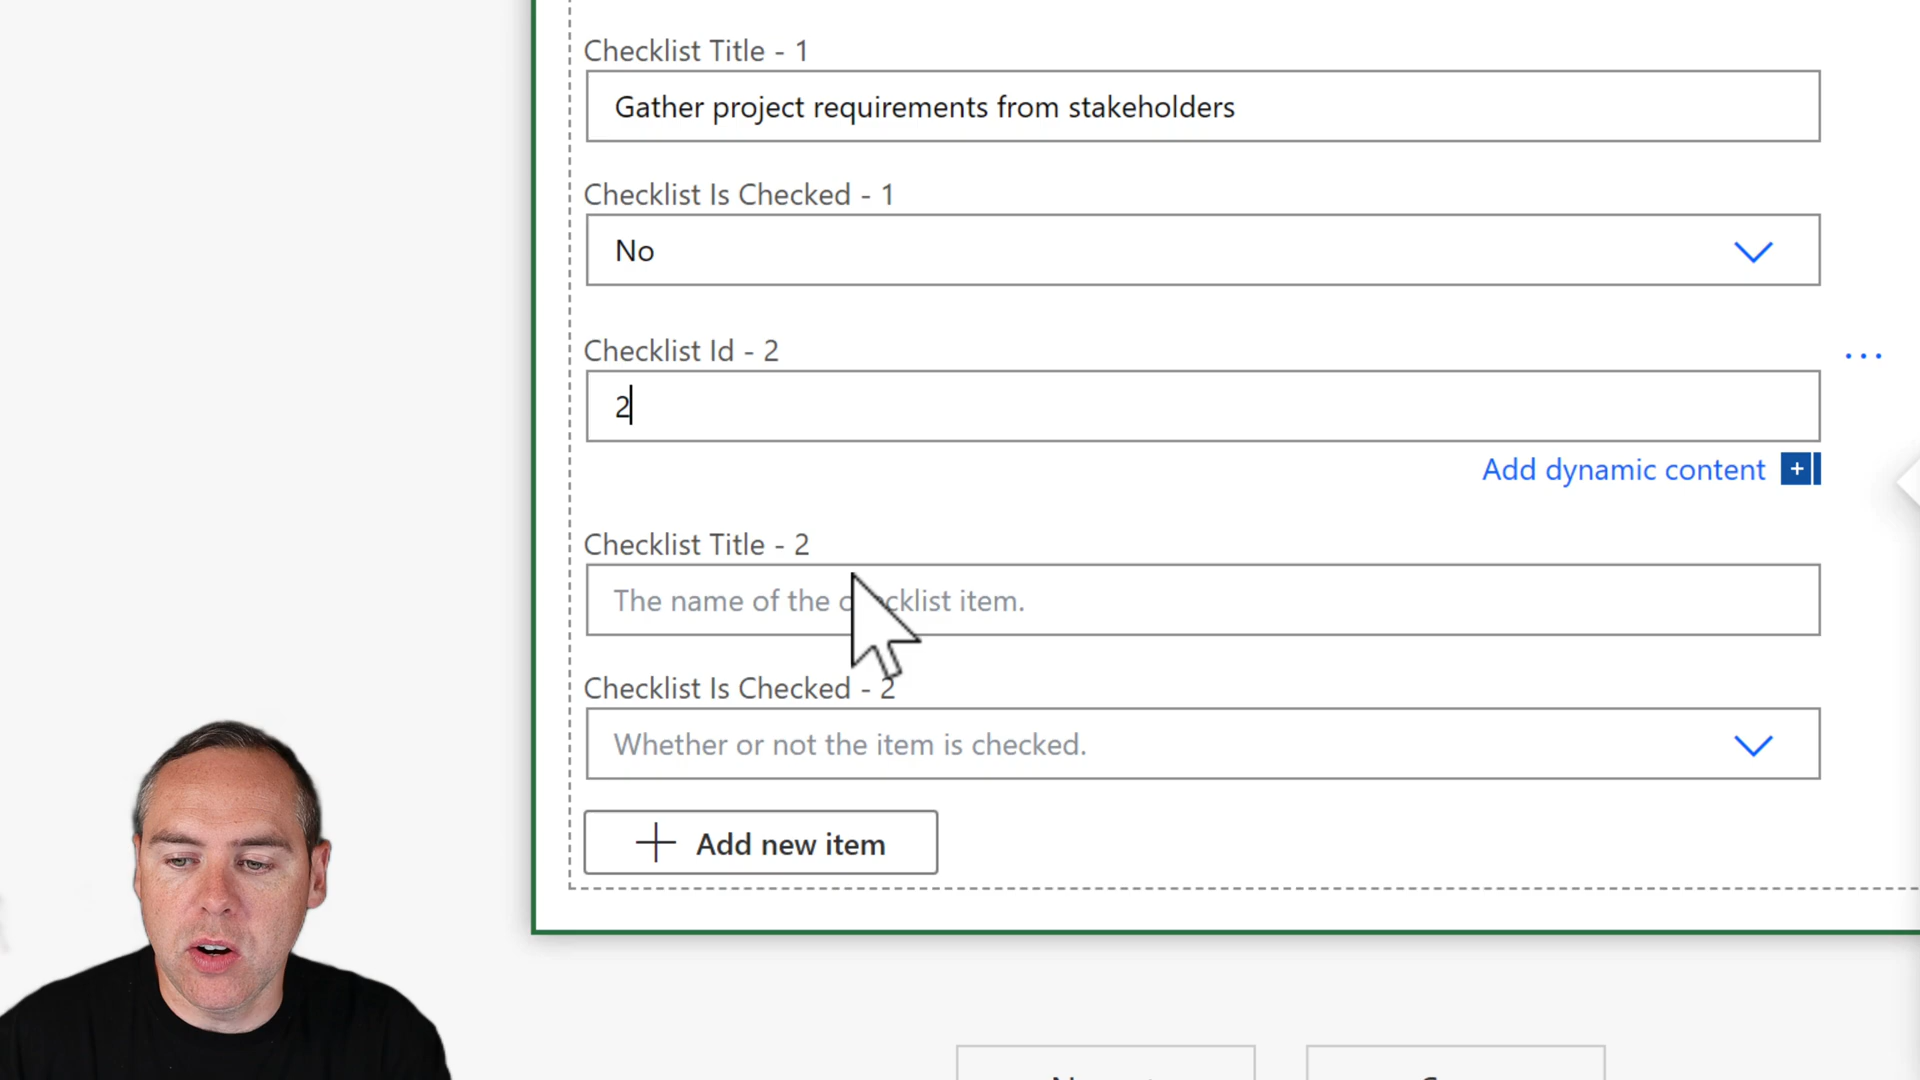 Checklist Title - 1
Gather project requirements from stakeholders
Checklist Is Checked - 1
No
Checklist Id - 2
2
Add dynamic content
Checklist Title - 2
The name of the checklist item.
Checklist Is Checked - 2
Whether or not the item is checked.
Add new item